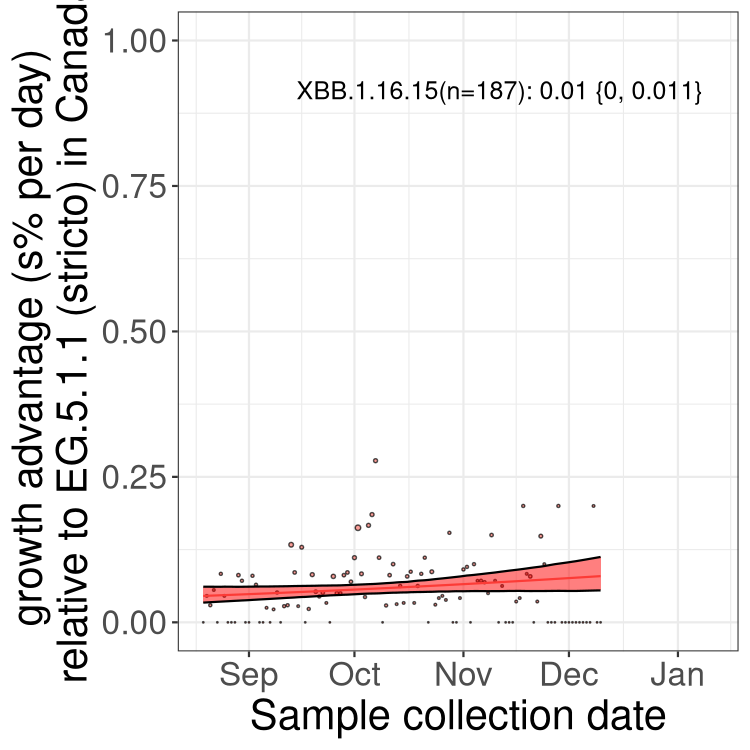 growth advantage (s% per day)
relative to EG.5.1.1 (stricto) in Canada
1.00
0.75
0.50
0.25
0.00
XBB.1.16.15(n=187): 0.01 {0, 0.011}
Sep Oct Nov Dec Jan
Sample collection date